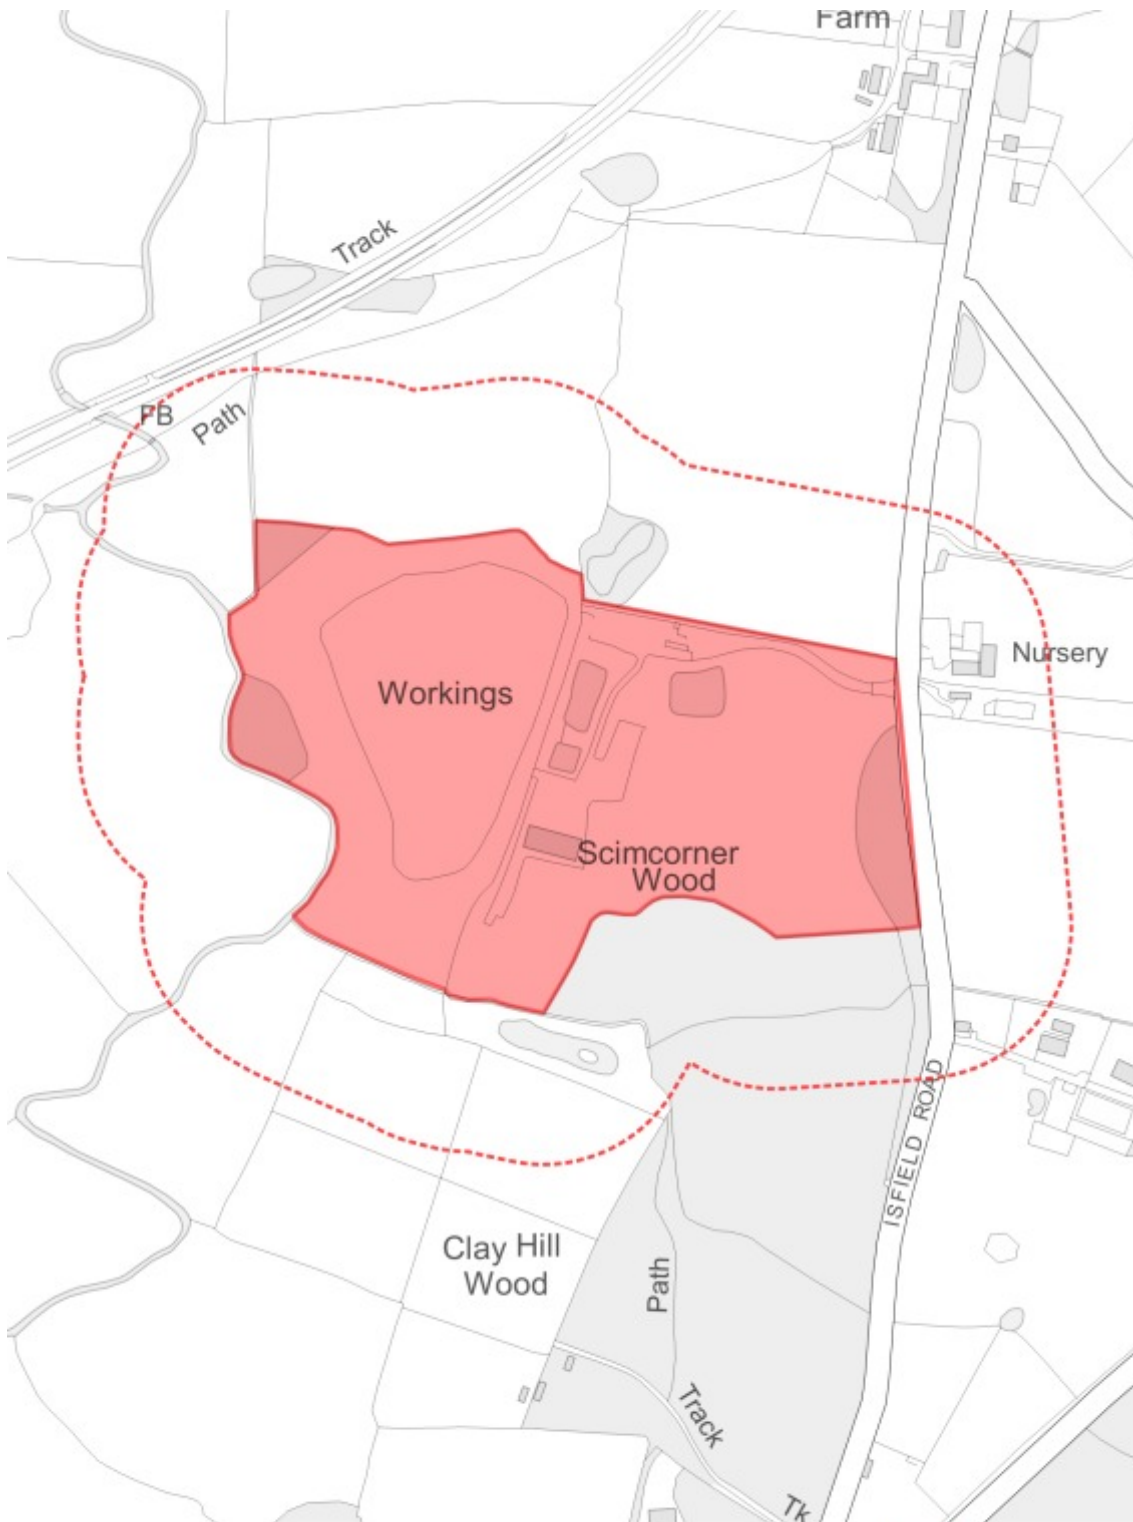 Farm
Track
FB
Path
Nursery
Workings
Scimcorner
Wood
ISFIELD ROAD
Clay Hill
Wood
Path
Track
Tk